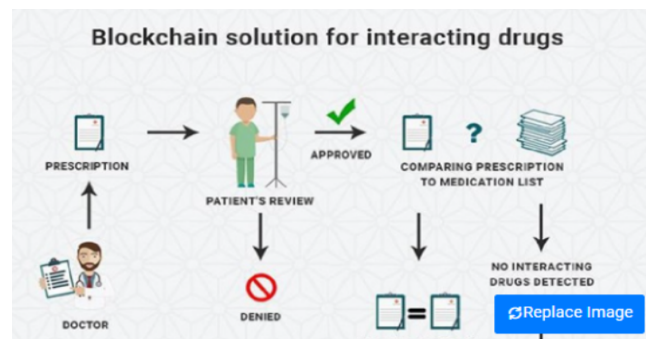 Blockchain solution for interacting drugs
PRESCRIPTION
PATIENT'S REVIEW
APPROVED
?
COMPARING PRESCRIPTION
TO MEDICATION LIST
DOCTOR
DENIED
=
NO INTERACTING
DRUGS DETECTED
Replace Image